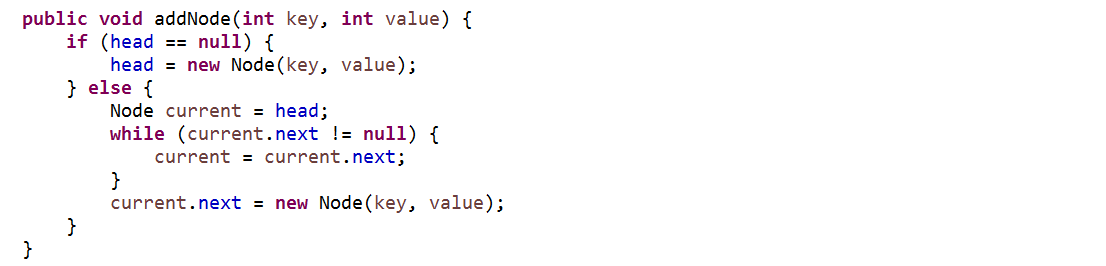 public void addNode(int key, int value) {
    if (head == null) {
        head = new Node(key, value);
    } else {
        Node current = head;
        while (current.next != null) {
            current = current.next;
        }
        current.next = new Node(key, value);
    }
}